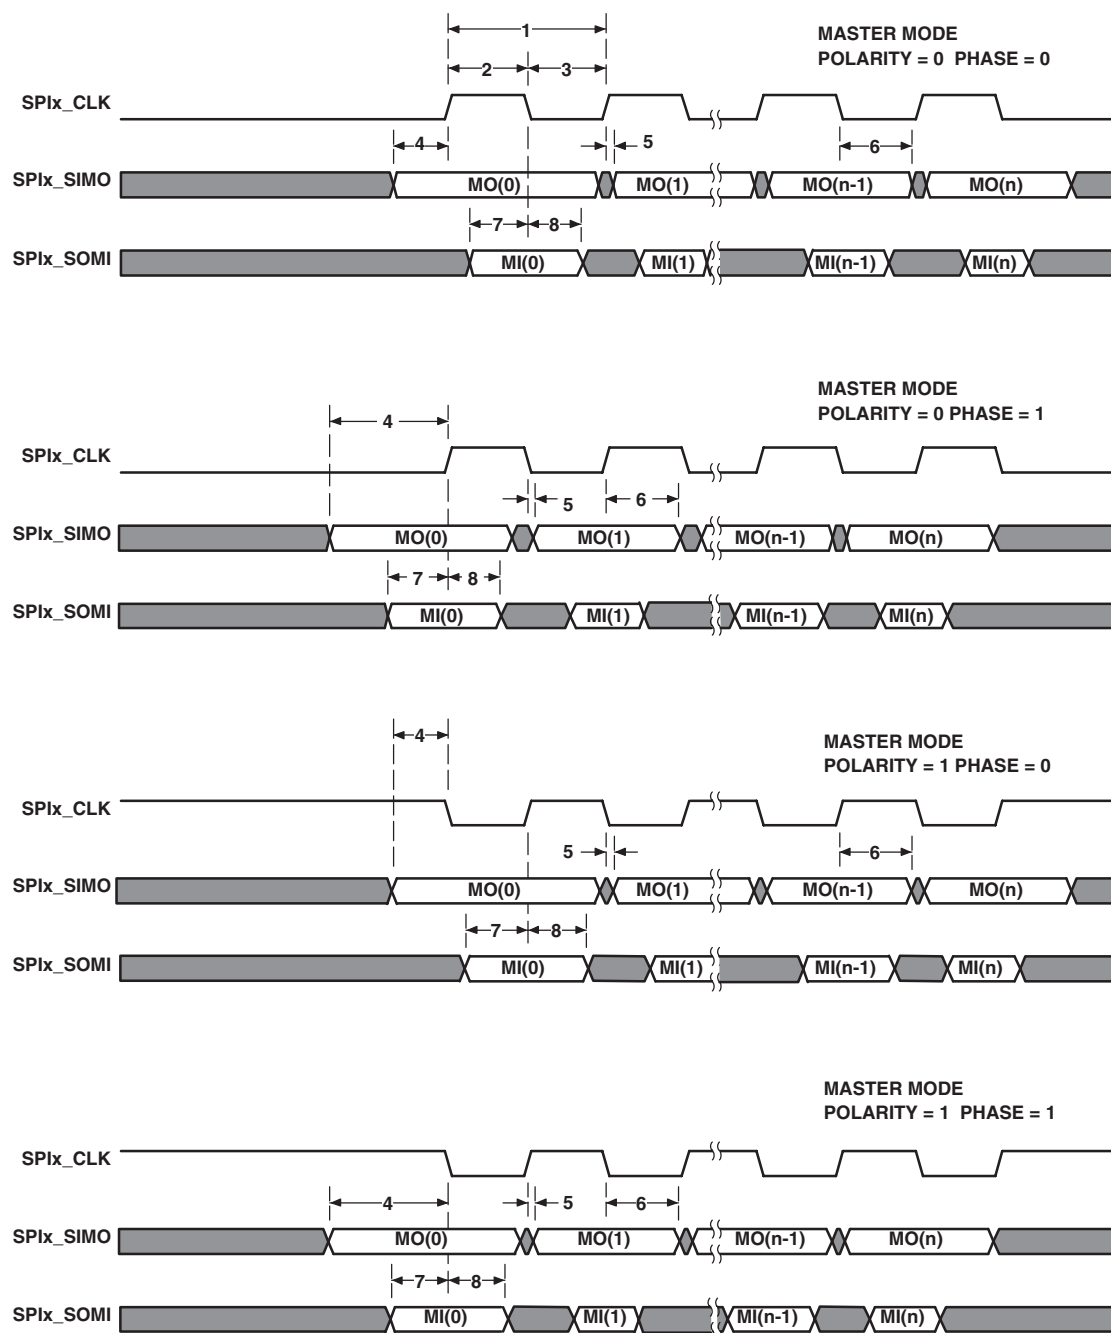 1
MASTER MODE
POLARITY = 0 PHASE = 0
2 3
SPIx_CLK
4 5 6
SPIx_SIMO MO(0) MO(1) MO(n-1) MO(n)
7 8
SPIx_SOMI MI(0) MI(1) MI(n-1) MI(n)
MASTER MODE
POLARITY = 0 PHASE = 1
4
SPIx_CLK
5 6
SPIx_SIMO MO(0) MO(1) MO(n-1) MO(n)
7 8
SPIx_SOMI MI(0) MI(1) MI(n-1) MI(n)
4
MASTER MODE
POLARITY = 1 PHASE = 0
SPIx_CLK
5 6
SPIx_SIMO MO(0) MO(1) MO(n-1) MO(n)
7 8
SPIx_SOMI MI(0) MI(1) MI(n-1) MI(n)
MASTER MODE
POLARITY = 1 PHASE = 1
SPIx_CLK
4 5 6
SPIx_SIMO MO(0) MO(1) MO(n-1) MO(n)
7 8
SPIx_SOMI MI(0) MI(1) MI(n-1) MI(n)